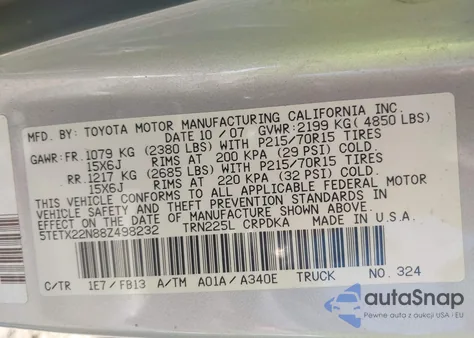 MFD. BY: TOYOTA MOTOR MANUFACTURING CALIFORNIA INC.
DATE 10 / 07 GVWR: 2199 KG( 4850 LBS)
GAWR: FR. 1079 KG (2380 LBS) WITH P215/70R15 TIRES
15X6J RIMS AT 200 KPA (29 PSI) COLD.
RR. 1217 KG (2685 LBS) WITH P215/70R15 TIRES
15X6J RIMS AT 220 KPA (32 PSI) COLD.
THIS VEHICLE CONFORMS TO ALL APPLICABLE FEDERAL MOTOR
VEHICLE SAFETY AND THEFT PREVENTION STANDARDS IN
EFFECT ON THE DATE OF MANUFACTURE SHOWN ABOVE.
5TETX22N88Z498232 TRN225L CRPDKA MADE IN U.S.A.
C/TR 1E7 / FB13 A/TM A01A / A340E TRUCK NO. 324
autoSnap
Pewne auta z USA i EU